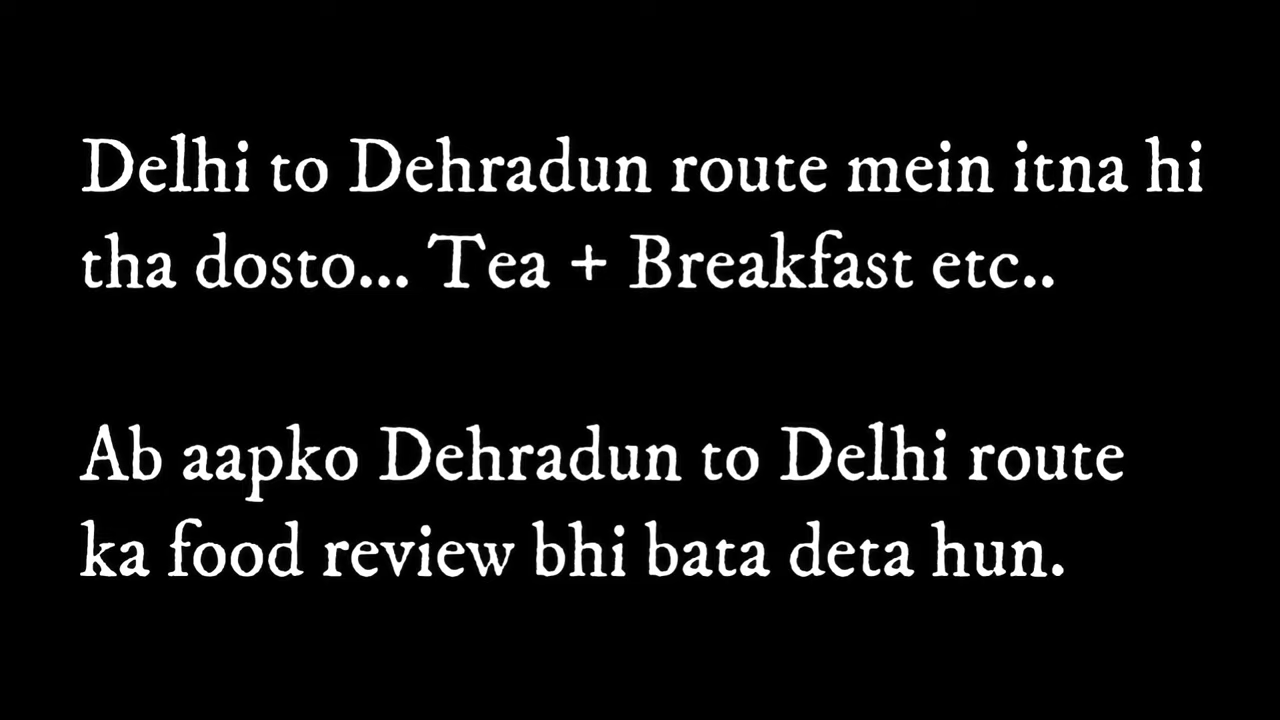 Delhi to Dehradun route mein itna hi
tha dosto... Tea + Breakfast etc..
Ab aapko Dehradun to Delhi route
ka food review bhi bata deta hun.